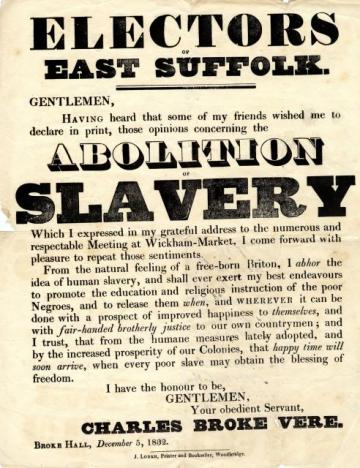 ELECTORS
OF
EAST SUFFOLK.
GENTLEMEN,
HAVING heard that some of my friends wished me to
declare in print, those opinions concerning the
ABOLITION
OF
SLAVERY
Which I expressed in my grateful address to the numerous and
respectable Meeting at Wickham-Market, I come forward with
pleasure to repeat those sentiments.
From the natural feeling of a free-born Briton, I abhor the
idea of human slavery, and shall ever exert my best endeavours
to promote the education and religious instruction of the poor
Negroes, and to release them when, and WHEREVER it can be
done with a prospect of improved happiness to themselves, and
with fair-handed brotherly justice to our own countrymen; and
I trust, that from the humane measures lately adopted, and
by the increased prosperity of our Colonies, that happy time will
soon arrive, when every poor slave may obtain the blessing of
freedom.
I have the honour to be,
GENTLEMEN,
Your obedient Servant,
CHARLES BROKE VERE.
BROKE HALL, December 5, 1832.
J. LODER, Printer and Bookseller, Woodbridge.